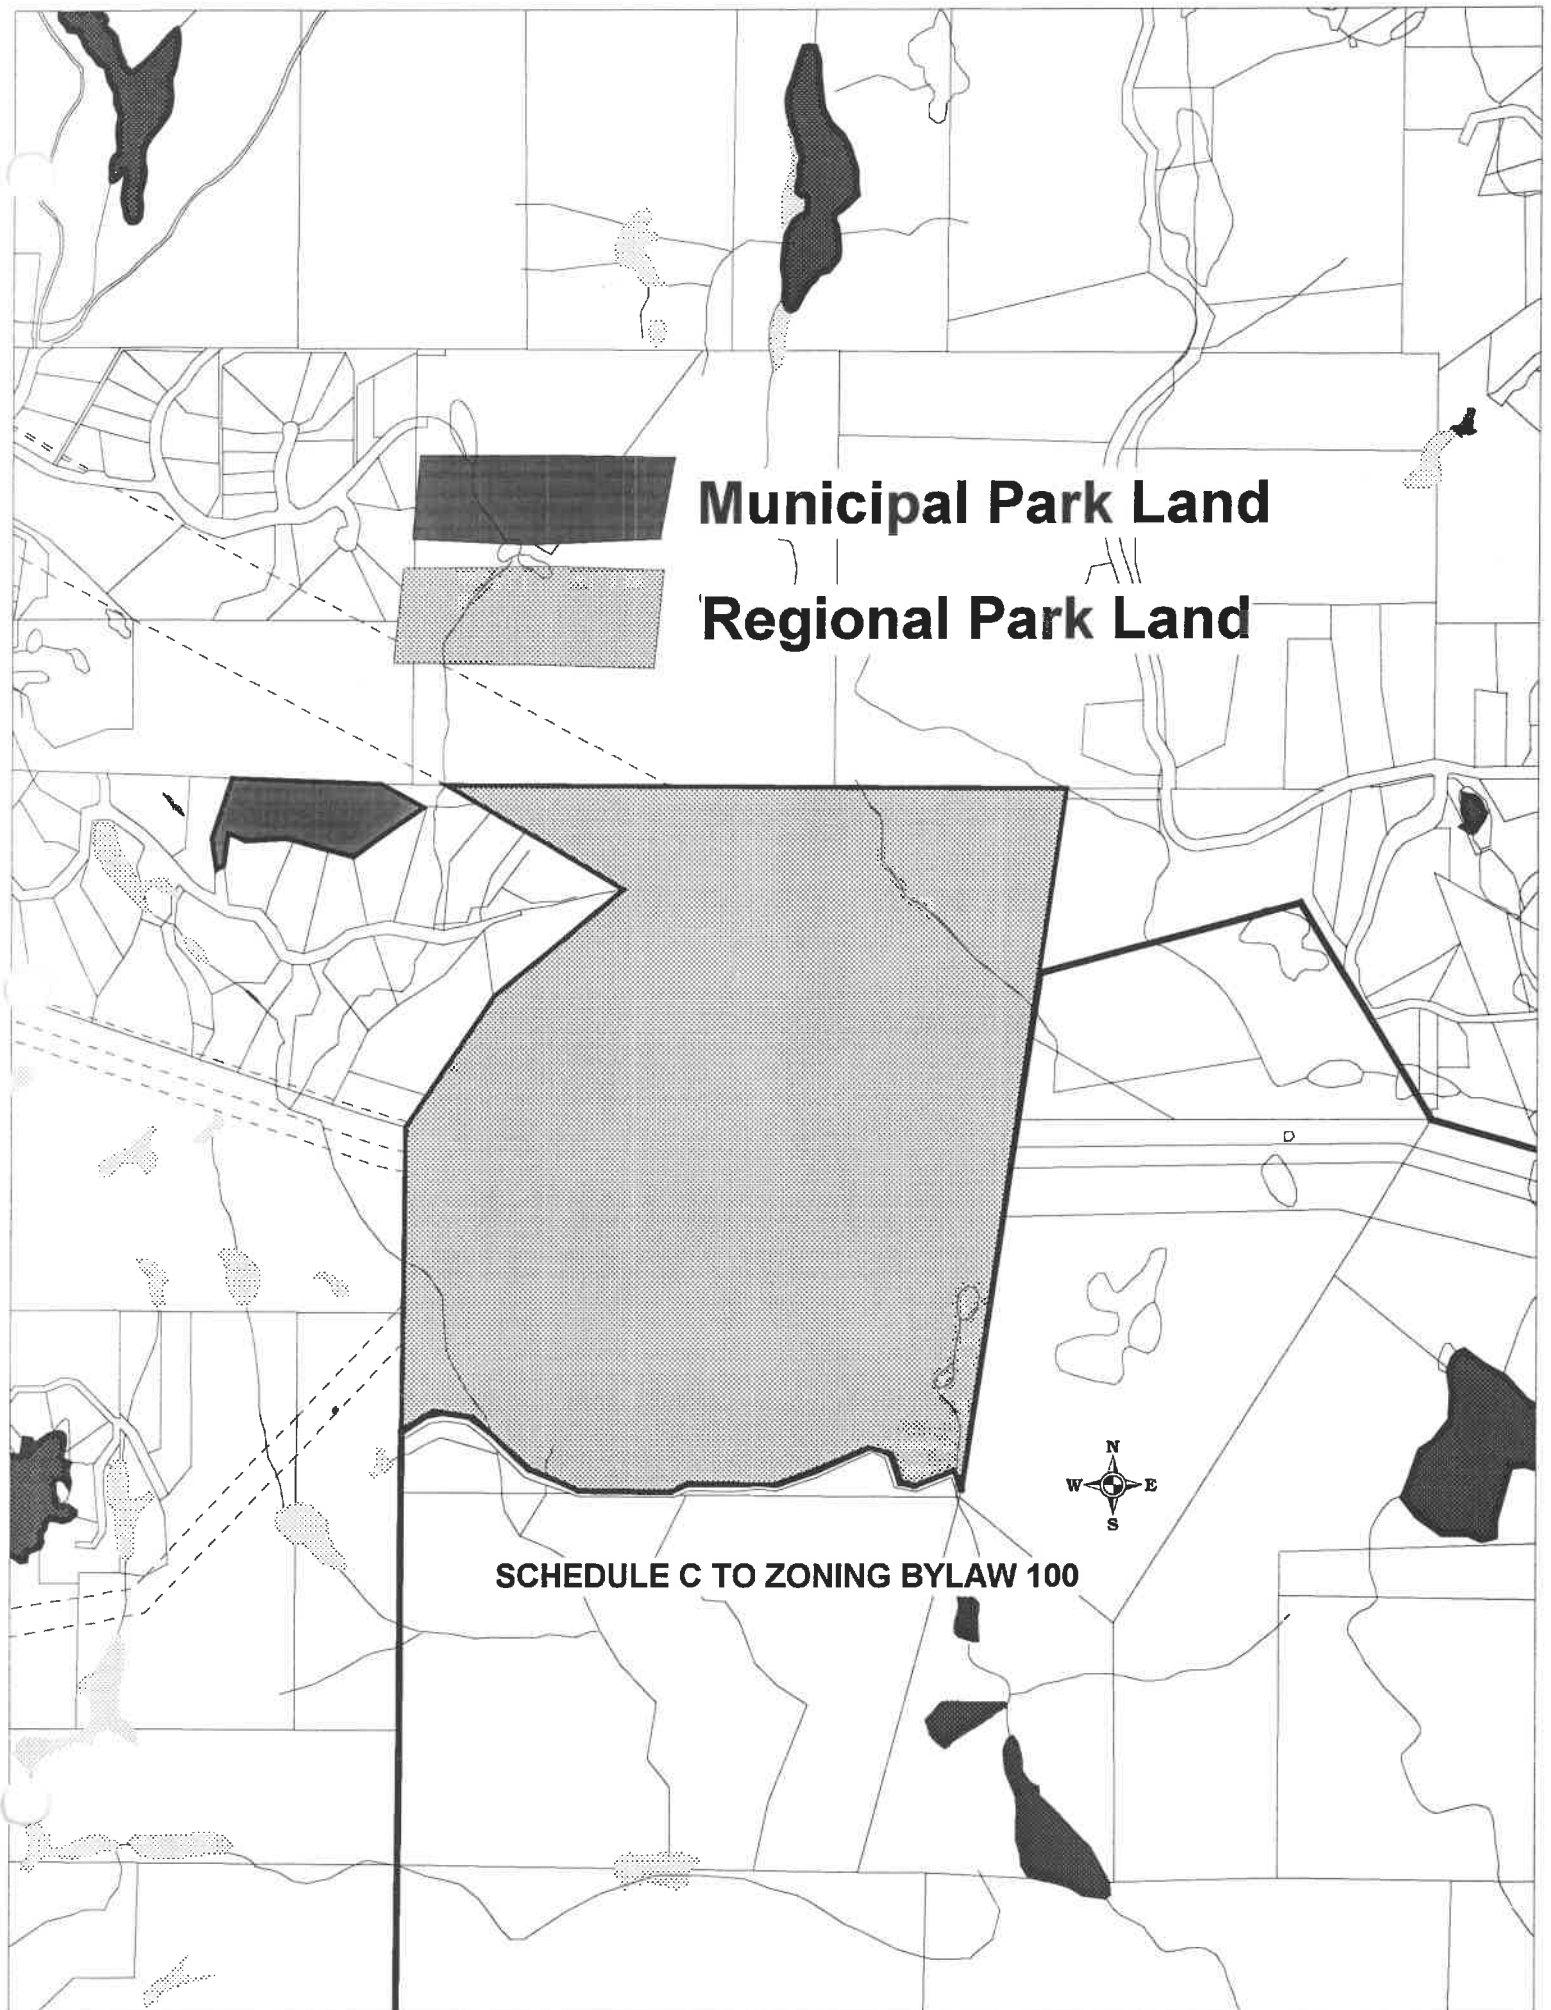 Municipal Park Land
Regional Park Land
N
W E
S
SCHEDULE C TO ZONING BYLAW 100